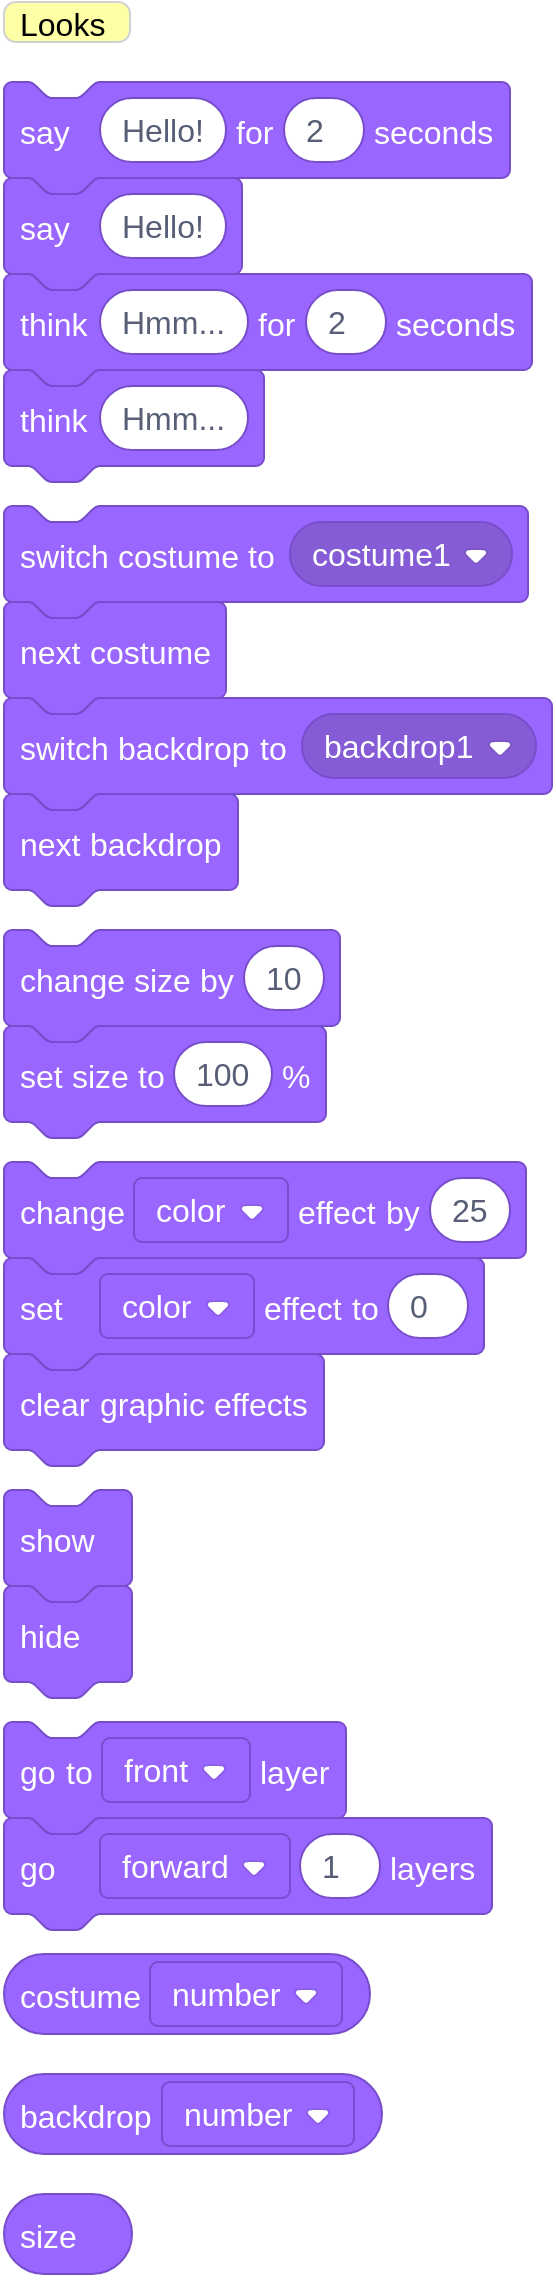 Looks
say Hello! for 2 seconds
say Hello!
think Hmm... for 2 seconds
think Hmm...
switch costume to costume1
next costume
switch backdrop to backdrop1
next backdrop
change size by 10
set size to 100 %
change color effect by 25
set color effect to 0
clear graphic effects
show
hide
go to front layer
go forward 1 layers
costume number
backdrop number
size